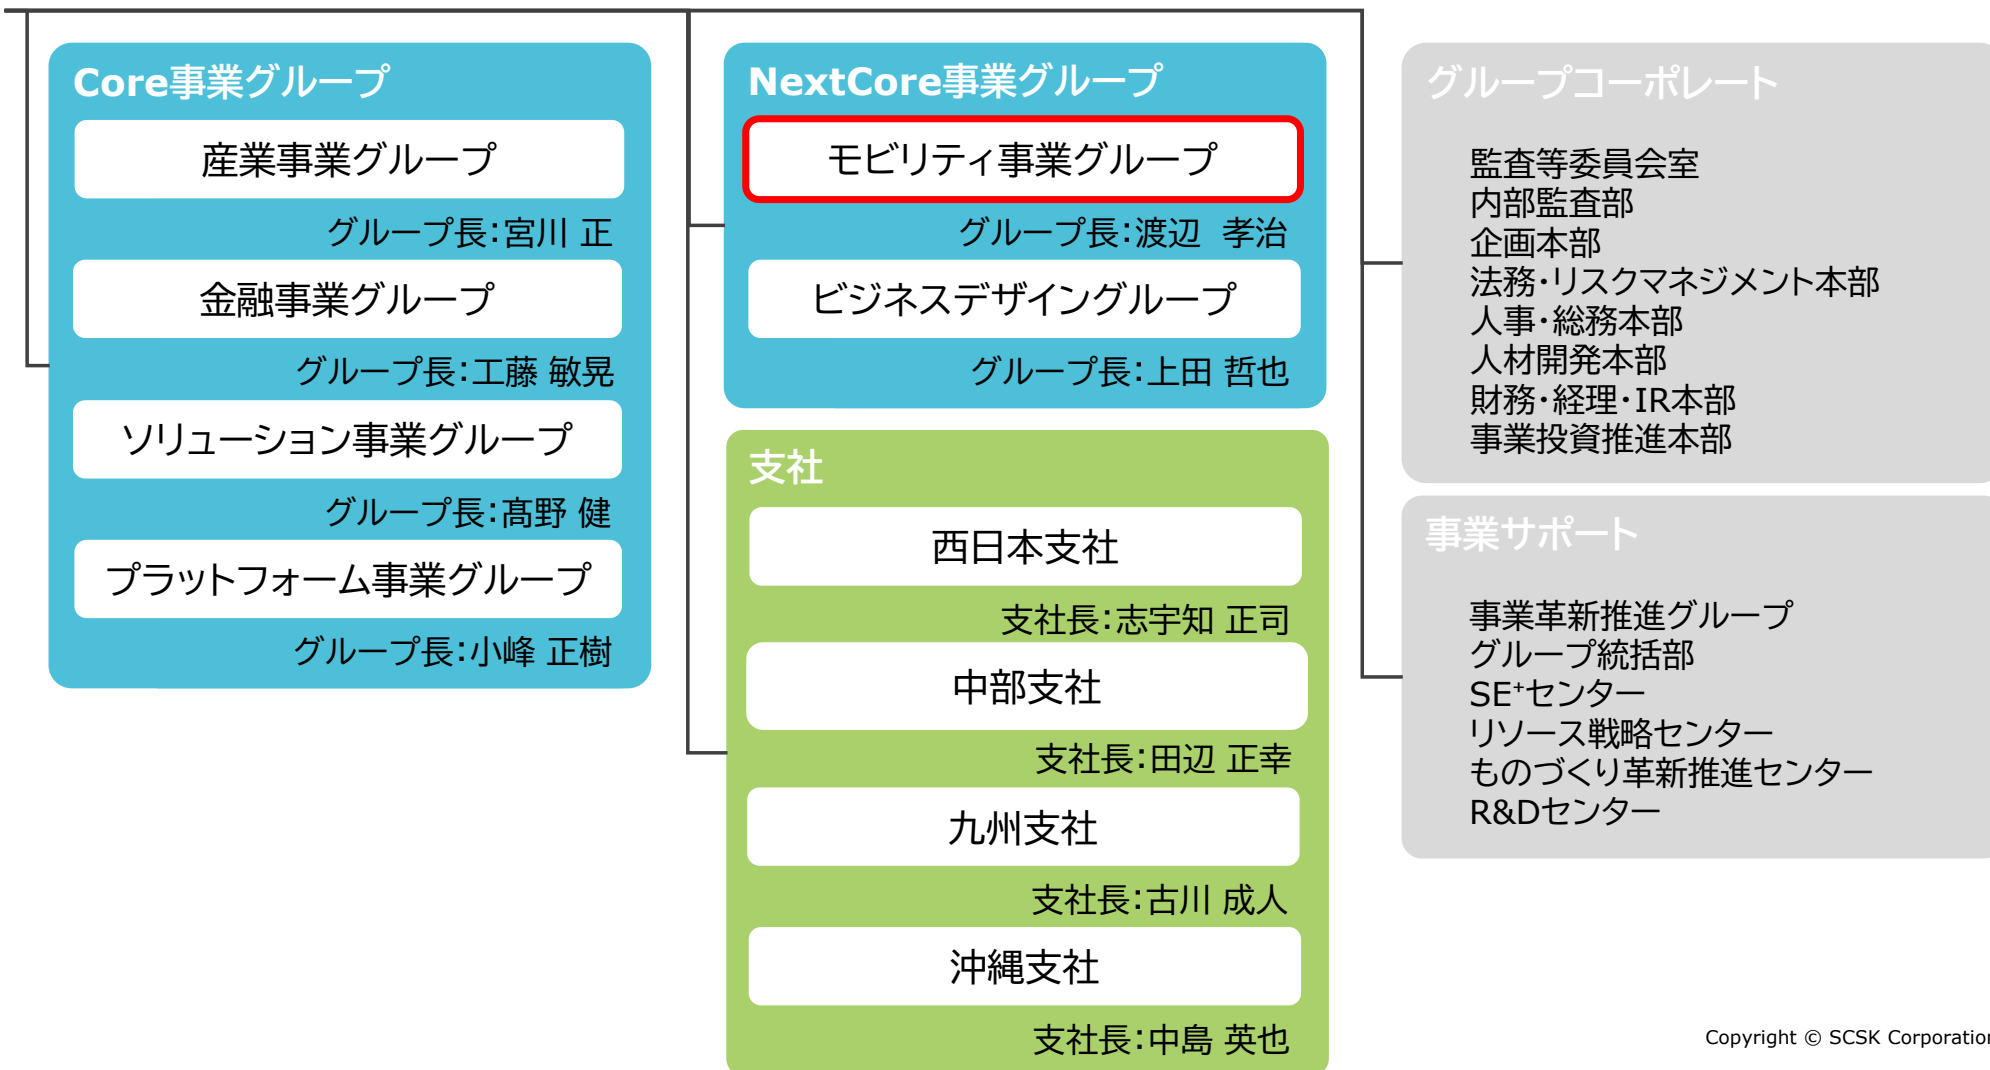 Core事業グループ
産業事業グループ
グループ長：宮川 正
金融事業グループ
グループ長：工藤 敏晃
ソリューション事業グループ
グループ長：髙野 健
プラットフォーム事業グループ
グループ長：小峰 正樹
NextCore事業グループ
モビリティ事業グループ
グループ長：渡辺 孝治
ビジネスデザイングループ
グループ長：上田 哲也
支社
西日本支社
支社長：志宇知 正司
中部支社
支社長：田辺 正幸
九州支社
支社長：古川 成人
沖縄支社
支社長：中島 英也
グループコーポレート
監査等委員会室
内部監査部
企画本部
法務・リスクマネジメント本部
人事・総務本部
人材開発本部
財務・経理・IR本部
事業投資推進本部
事業サポート
事業革新推進グループ
グループ統括部
SE⁺センター
リソース戦略センター
ものづくり革新推進センター
R&Dセンター
Copyright © SCSK Corporation